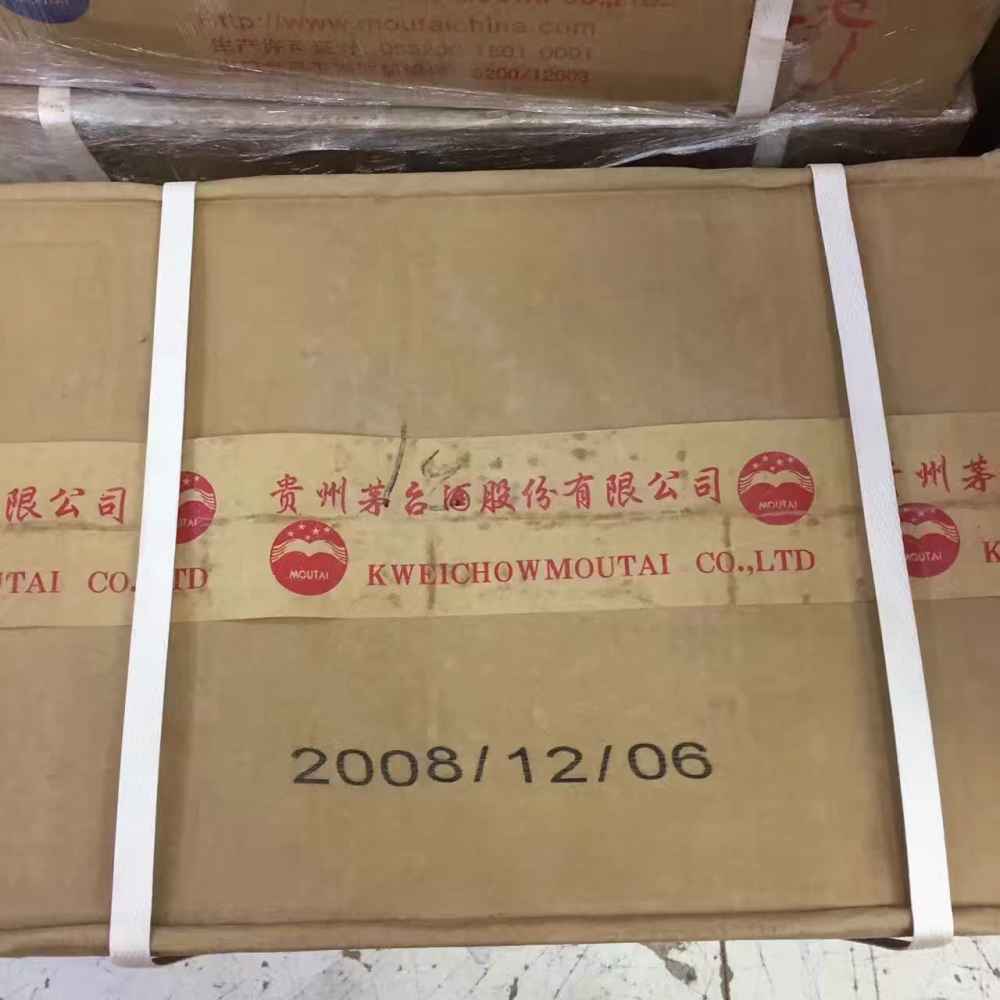 http://www.moutaichina.com
MOUTAI
限公司
贵州茅台酒股份有限公司
MOUTAI
州茅
UTAI CO.,LTD
MOUTAI
KWEICHOWMOUTAI CO.,LTD
MOUTAI
K
2008/12/06